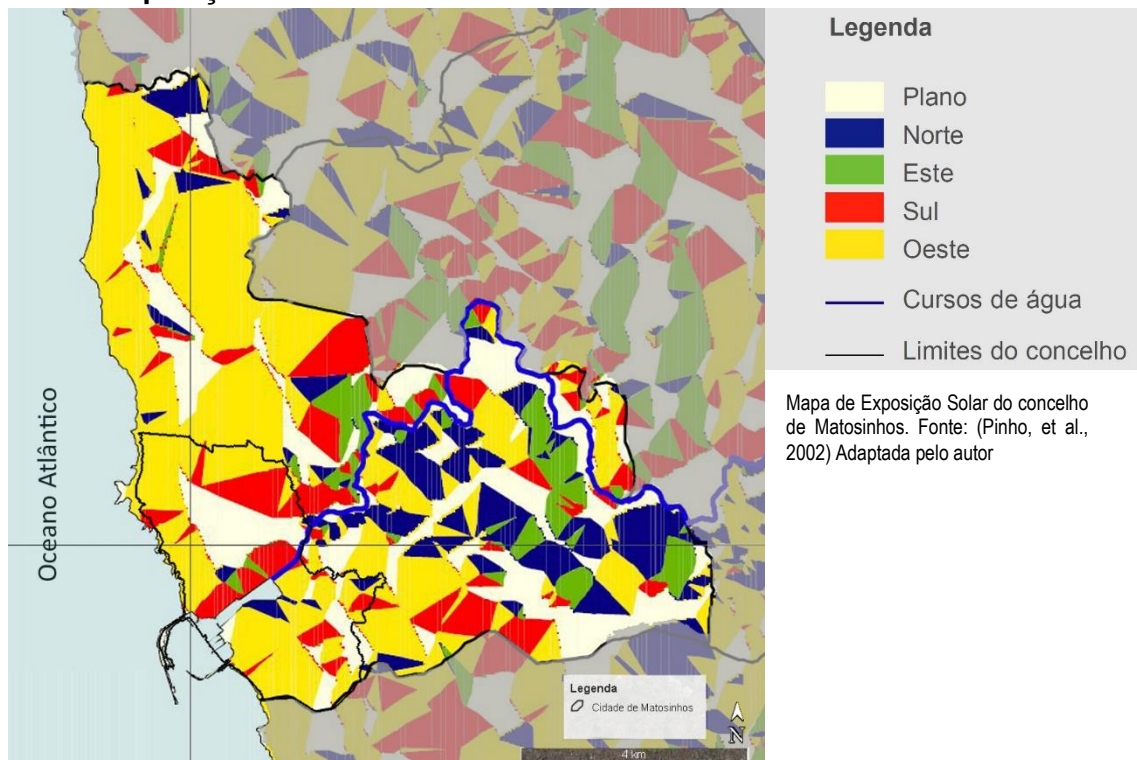 Legenda
Plano
Norte
Este
Sul
Oeste
Cursos de água
Limites do concelho
Mapa de Exposição Solar do concelho
de Matosinhos. Fonte: (Pinho, et al.,
2002) Adaptada pelo autor
Oceano Atlântico
Legenda
Cidade de Matosinhos
N
4 km